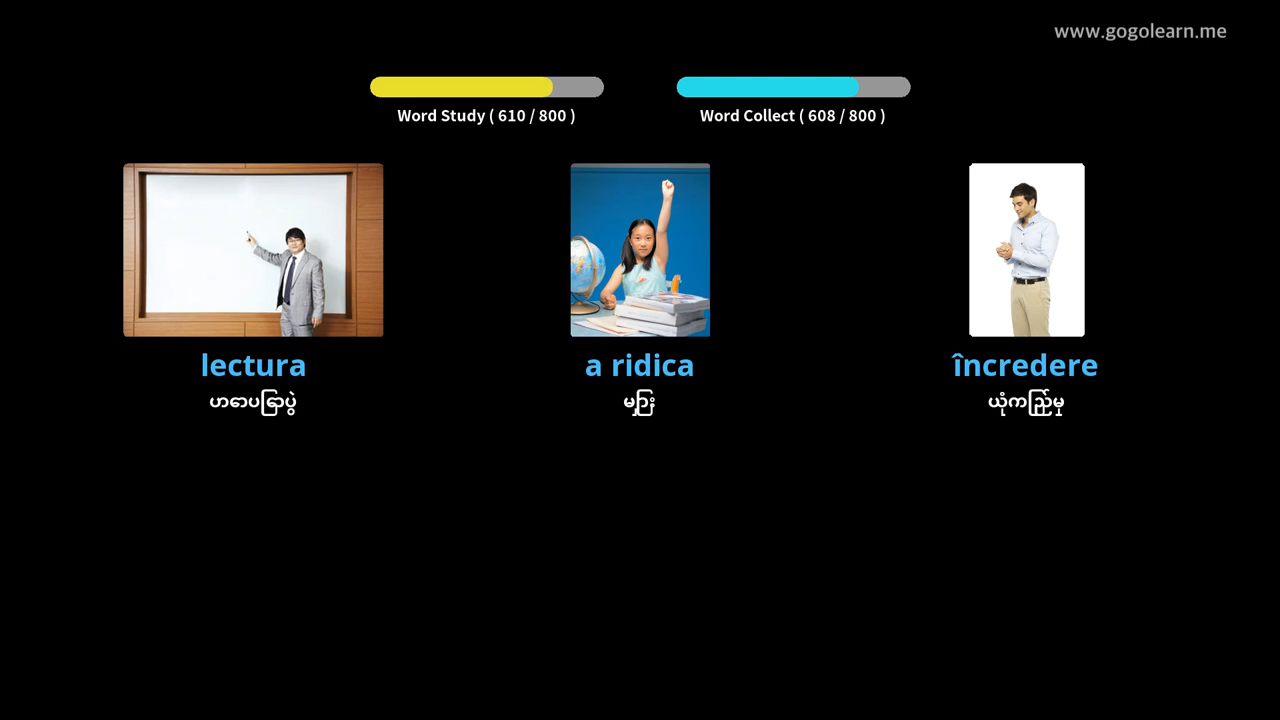 www.gogolearn.me
Word Study ( 610 / 800 )
Word Collect ( 608 / 800 )
lectura
a ridica
încredere
ဟောပြောပွဲ
မြှား
ယုံကြည်မှု